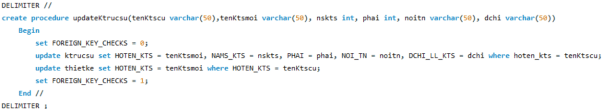 DELIMITER //
create procedure updateKtrucsu(tenKtscu varchar(50),tenKtsmoi varchar(50), nskts int, phai int, noitn varchar(50), dchi varchar(50))
Begin
set FOREIGN_KEY_CHECKS = 0;
update ktrucsu set HOTEN_KTS = tenKtsmoi, NAMS_KTS = nskts, PHAI = phai, NOI_TN = noitn, DCHI_LL_KTS = dchi where hoten_kts = tenKtscu;
update thietke set HOTEN_KTS = tenKtsmoi where HOTEN_KTS = tenKtscu;
set FOREIGN_KEY_CHECKS = 1;
End //
DELIMITER ;